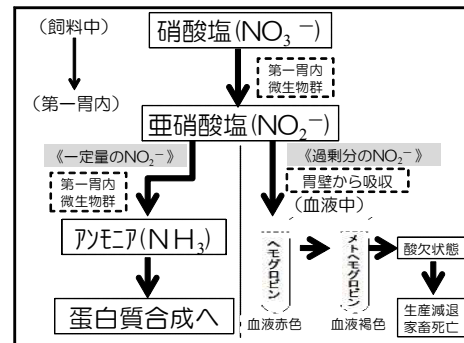 （飼料中）
硝酸塩(NO₃⁻)
第一胃内
微生物群
（第一胃内）
亜硝酸塩(NO₂⁻)
《一定量のNO₂⁻》
《過剰分のNO₂⁻》
第一胃内
微生物群
胃壁から吸収
（血液中）
ｱﾝﾓﾆｱ(NH₃)
ヘモグロビン
メトヘモグロビン
酸欠状態
蛋白質合成へ
血液赤色
血液褐色
生産減退
家畜死亡